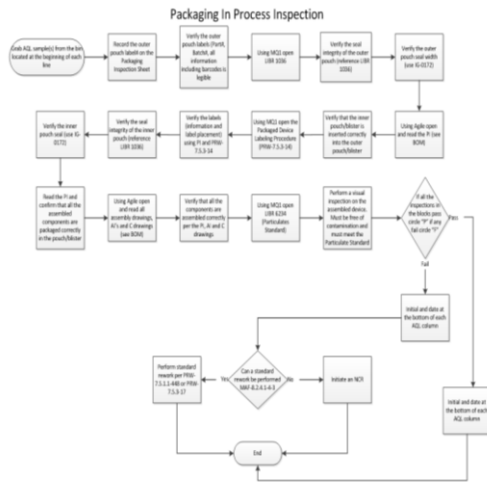 Packaging In Process Inspection
Grab AQL sample(s) from the bin
located at the beginning of each
line
Record the outer
pouch label# on the
Packaging
Inspection Sheet
Verify the outer
pouch labels (Part#,
Batch#, all
information
including barcodes is
legible
Using MQ1 open
LBR 1036
Verify the seal
integrity of the outer
pouch (reference LBR
1036)
Verify the outer
pouch seal width
(use IG-0172)
Verify the inner
pouch seal (use IG-
0172)
Verify the seal
integrity of the inner
pouch (reference
LBR 1036)
Verify the labels
(information and
label placement)
using PI and PRW-
7.5.3-14
Using MQ1 open the
Packaged Device
Labeling Procedure
(PRW-7.5.3-14)
Verify that the inner
pouch/blister is
inserted correctly
into the outer
pouch/blister
Using Agile open
and read the PI (see
BOM)
Read the PI and
confirm that all the
assembled
components are
packaged correctly
in the pouch/blister
Using Agile open
and read all
assembly drawings,
AI's and C drawings
(see BOM)
Verify that all the
components are
assembled correctly
per the PI, AI and C
drawings
Using MQ1 open
LBR 6234
(Particulates
Standard)
Perform a visual
inspection on the
assembled device.
Must be free of
contamination and
must meet the
Particulate Standard
If all the
inspections in
the blocks pass
circle "P" if any
fail circle "F"
Pass
Fail
Initial and date at
the bottom of each
AQL column
Perform standard
rework per PRW-
7.5.3-17
Yes
Can a standard
rework be performed
No
Initiate an NCR
Initial and date at
the bottom of each
AQL column
End